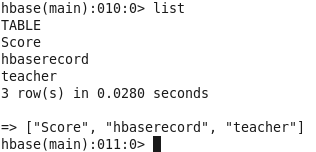 hbase(main):010:0> list
TABLE
Score
hbaserecord
teacher
3 row(s) in 0.0280 seconds
=> ["Score", "hbaserecord", "teacher"]
hbase(main):011:0>